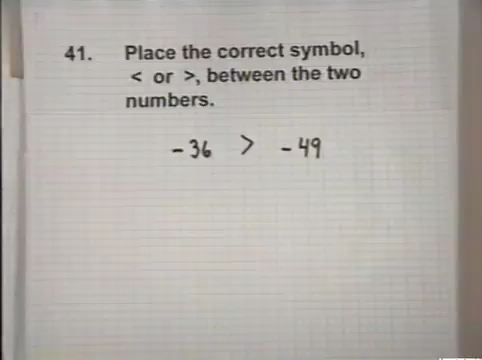 41. Place the correct symbol,
< or >, between the two
numbers.
-36 > -49